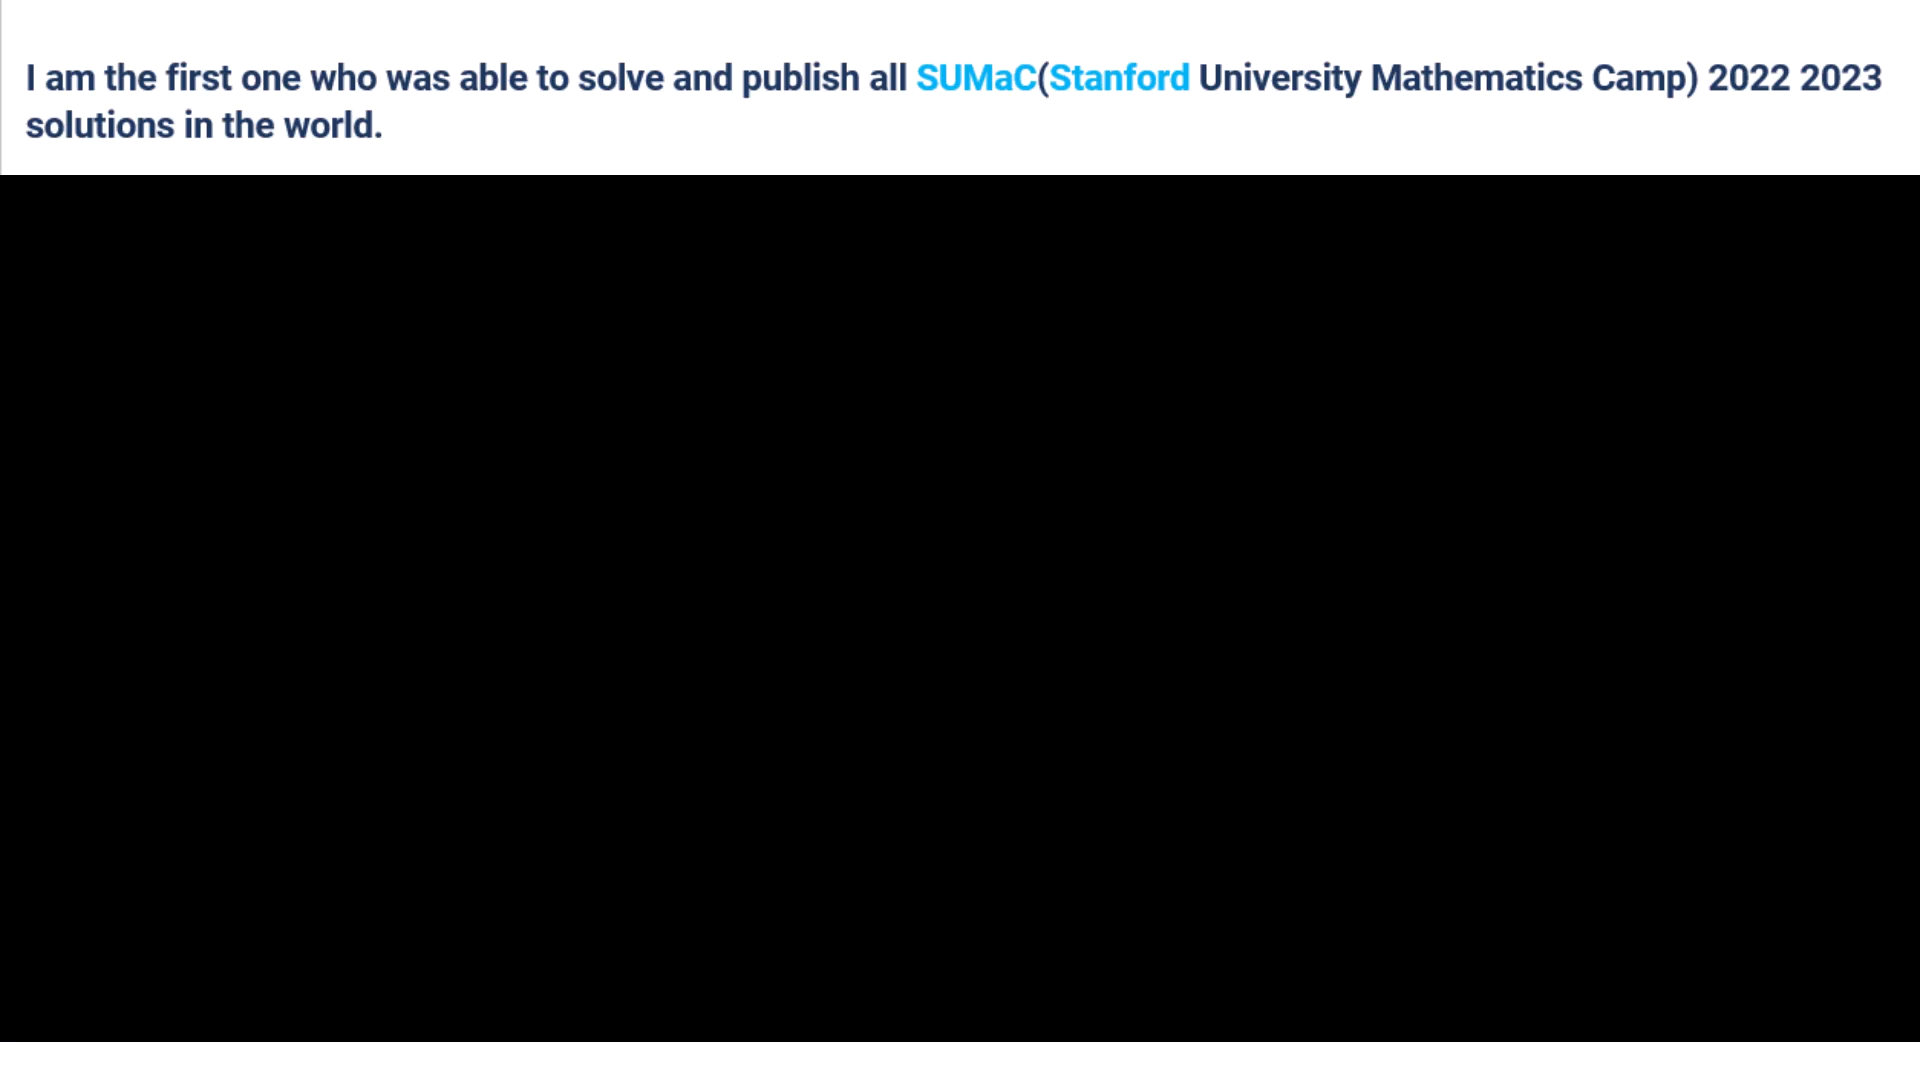 I am the first one who was able to solve and publish all SUMaC(Stanford University Mathematics Camp) 2022 2023
solutions in the world.